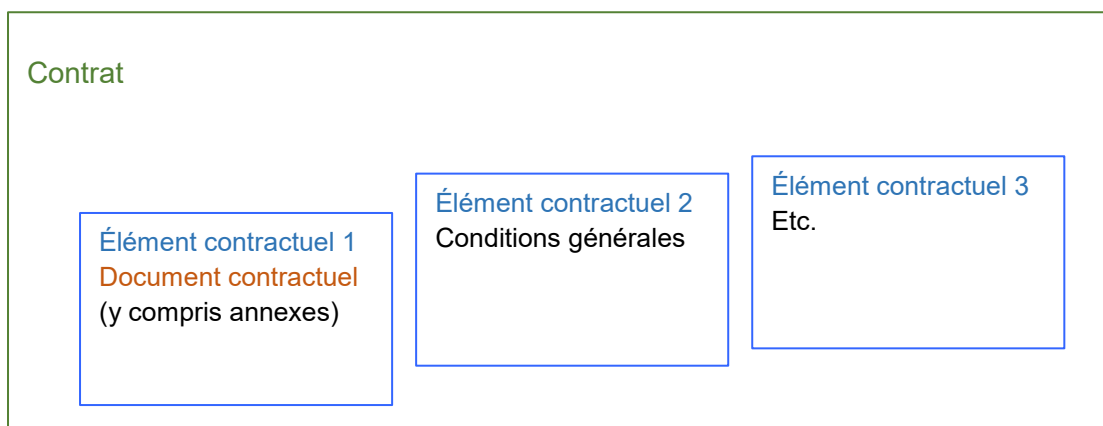 Contrat
Élément contractuel 1
Document contractuel
(y compris annexes)
Élément contractuel 2
Conditions générales
Élément contractuel 3
Etc.